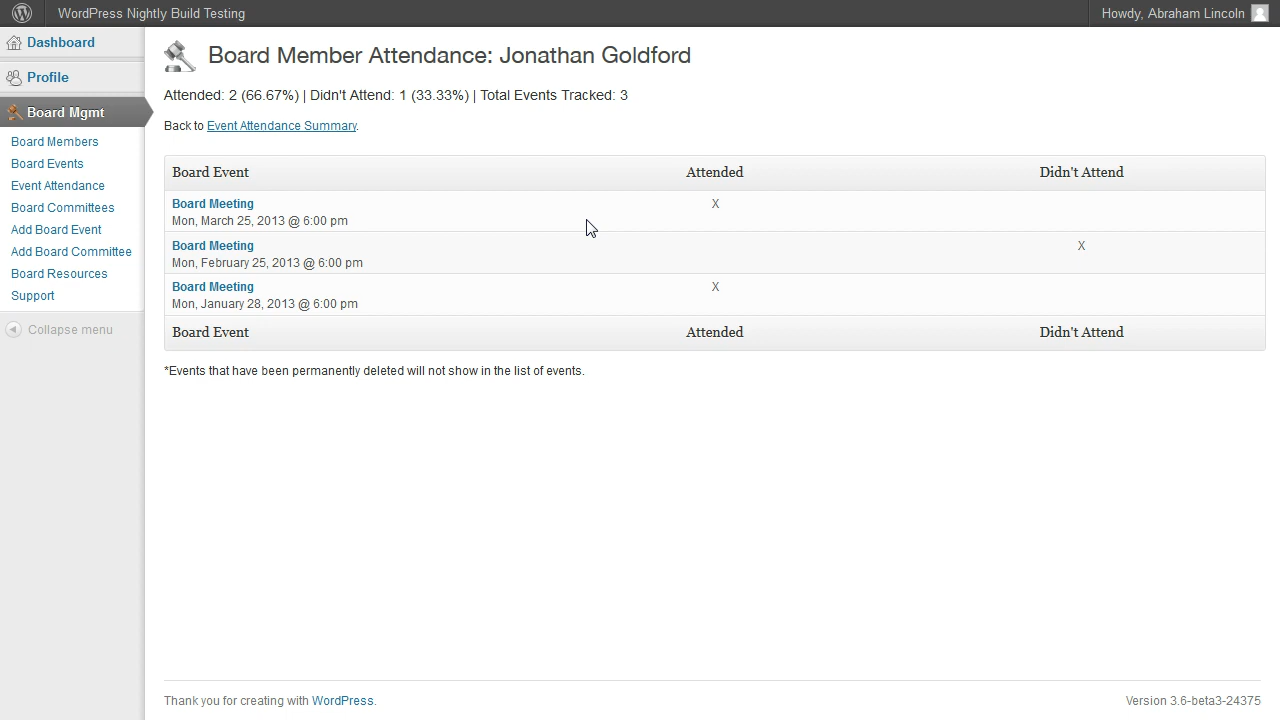 WordPress Nightly Build Testing
Howdy, Abraham Lincoln
Dashboard
Profile
Board Mgmt
Board Members
Board Events
Event Attendance
Board Committees
Add Board Event
Add Board Committee
Board Resources
Support
Collapse menu
Board Member Attendance: Jonathan Goldford
Attended: 2 (66.67%) | Didn't Attend: 1 (33.33%) | Total Events Tracked: 3
Back to Event Attendance Summary.
Board Event Attended Didn't Attend
Board Meeting X
Mon, March 25, 2013 @ 6:00 pm
Board Meeting X
Mon, February 25, 2013 @ 6:00 pm
Board Meeting X
Mon, January 28, 2013 @ 6:00 pm
Board Event Attended Didn't Attend
*Events that have been permanently deleted will not show in the list of events.
Thank you for creating with WordPress.
Version 3.6-beta3-24375